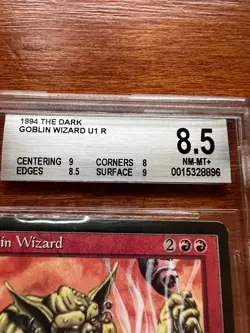 1994 THE DARK
GOBLIN WIZARD U1 R
8.5
NM-MT+
CENTERING 9 CORNERS 8
EDGES 8.5 SURFACE 9
0015328896
lin Wizard 2